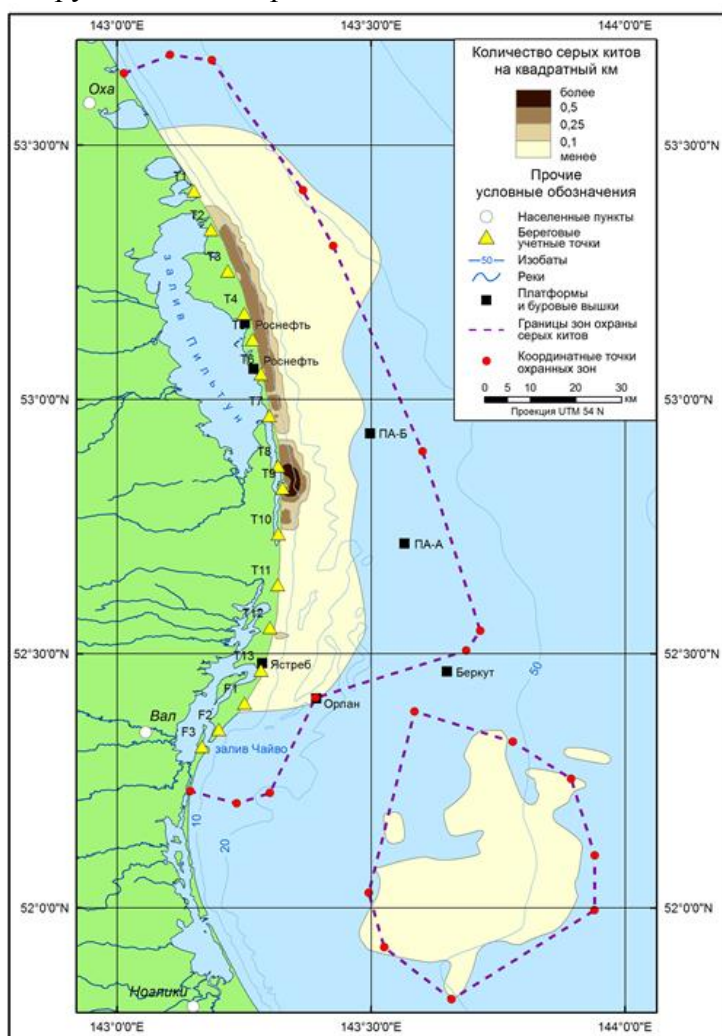 143°0'0"E
143°30'0"E
144°0'0"E
Оха
53°30'0"N
53°30'0"N
Количество серых китов
на квадратный км
более
0,5
0,25
0,1
менее
Прочие
условные обозначения
Населенные пункты
Береговые
учетные точки
50
Изобаты
Реки
Платформы
и буровые вышки
Границы зон охраны
серых китов
Координатные точки
охранных зон
0 5 10 20 30
км
Проекция UTM 54 N
T1
T2
T3
T4
Роснефть
T6
Роснефть
залив Пильтун
53°0'0"N
53°0'0"N
T7
ПА-Б
T8
T9
T10
ПА-А
T11
T12
52°30'0"N
52°30'0"N
T13
Ястреб
Беркут
50
Орлан
F1
Вал
F2
F3
залив Чайво
10
20
52°0'0"N
52°0'0"N
Ноглики
143°0'0"E
143°30'0"E
144°0'0"E